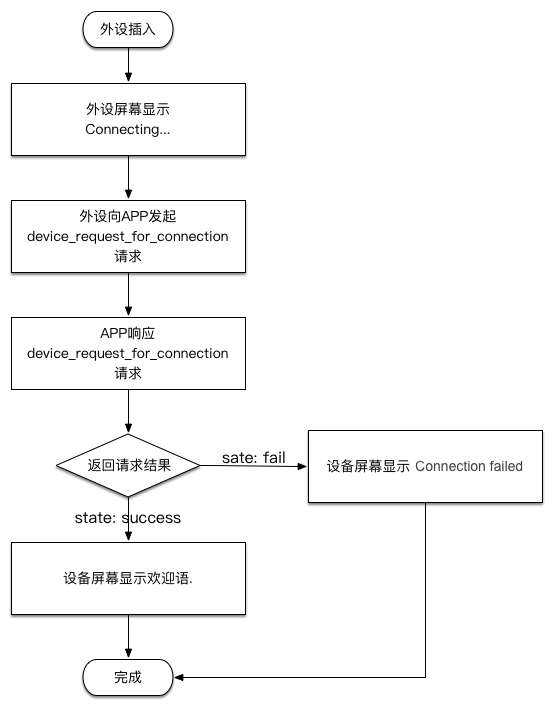 外设插入
外设屏幕显示
Connecting...
外设向APP发起
device_request_for_connection
请求
APP响应
device_request_for_connection
请求
返回请求结果
sate: fail
设备屏幕显示 Connection failed
state: success
设备屏幕显示欢迎语.
完成